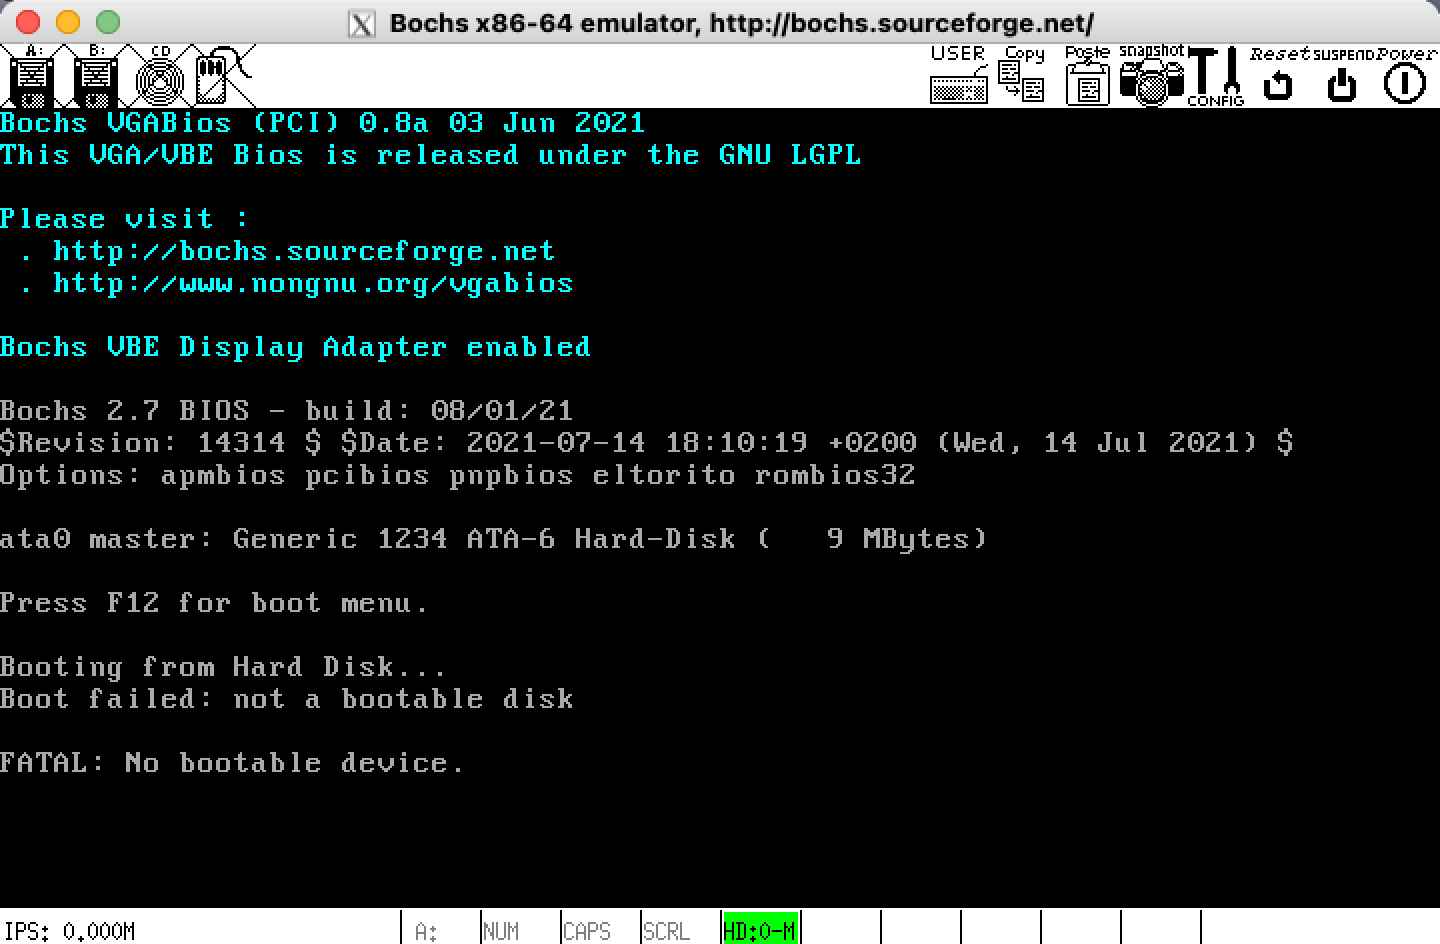 Bochs x86-64 emulator, http://bochs.sourceforge.net/
A: B: CD USER Copy Paste snapshot CONFIG Reset SUSPEND Power
Bochs VGABios (PCI) 0.8a 03 Jun 2021
This VGA/VBE Bios is released under the GNU LGPL
Please visit :
. http://bochs.sourceforge.net
. http://www.nongnu.org/vgabios
Bochs VBE Display Adapter enabled
Bochs 2.7 BIOS - build: 08/01/21
$Revision: 14314 $ $Date: 2021-07-14 18:10:19 +0200 (Wed, 14 Jul 2021) $
Options: apmbios pcibios pnpbios eltorito rombios32
ata0 master: Generic 1234 ATA-6 Hard-Disk (   9 MBytes)
Press F12 for boot menu.
Booting from Hard Disk...
Boot failed: not a bootable disk
FATAL: No bootable device.
IPS: 0.000M A: NUM CAPS SCRL HD:0-M